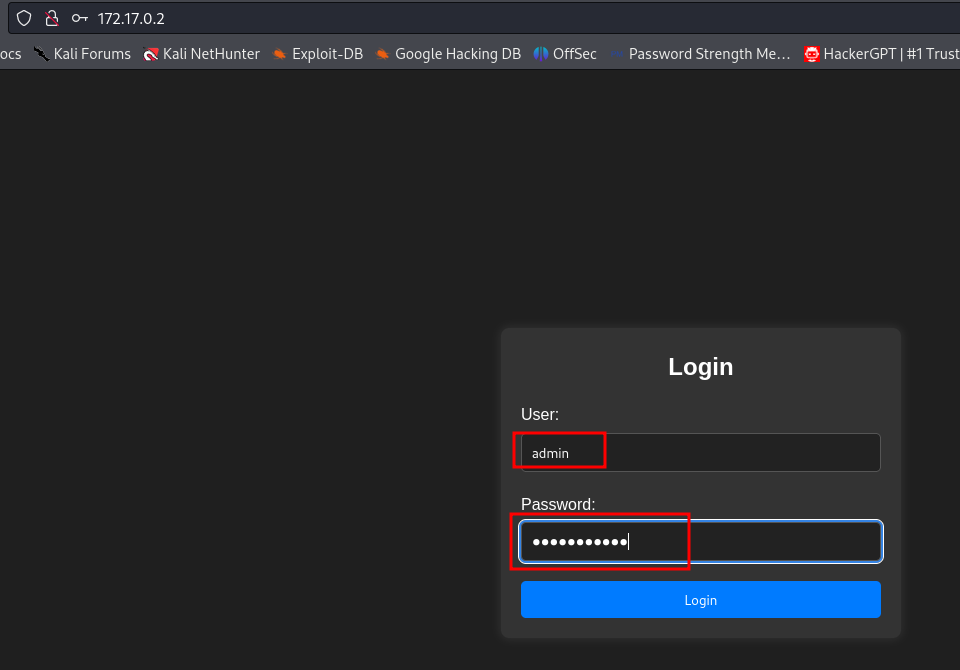 172.17.0.2
ocs Kali Forums Kali NetHunter Exploit-DB Google Hacking DB OffSec Password Strength Me… HackerGPT | #1 Trust
Login
User:
admin
Password:
●●●●●●●●●●●
Login